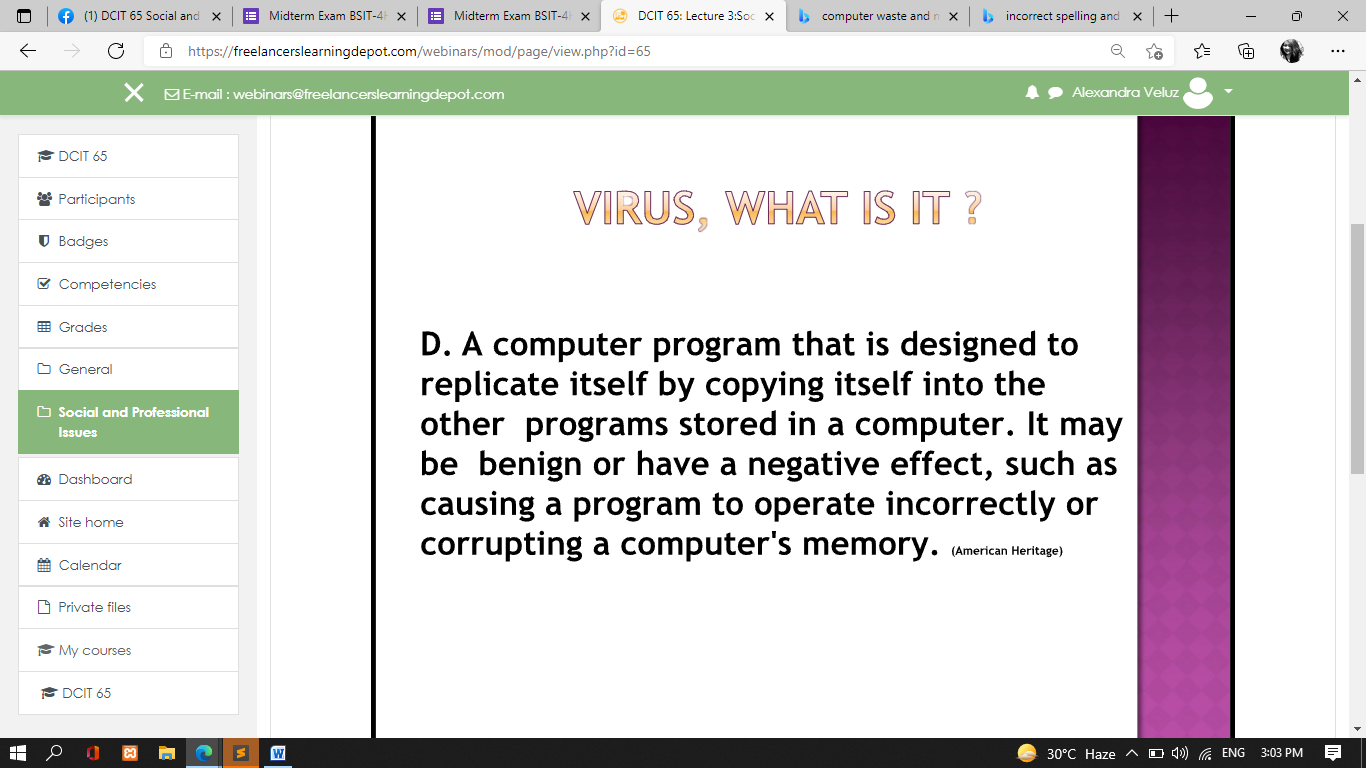 (1) DCIT 65 Social and
Midterm Exam BSIT-4
Midterm Exam BSIT-4
DCIT 65: Lecture 3:Soc
computer waste and
incorrect spelling and
https://freelancerslearningdepot.com/webinars/mod/page/view.php?id=65
E-mail : webinars@freelancerslearningdepot.com
Alexandra Veluz
DCIT 65
Participants
Badges
Competencies
Grades
General
Social and Professional
Issues
Dashboard
Site home
Calendar
Private files
My courses
DCIT 65
VIRUS, WHAT IS IT ?
D. A computer program that is designed to
replicate itself by copying itself into the
other programs stored in a computer. It may
be benign or have a negative effect, such as
causing a program to operate incorrectly or
corrupting a computer's memory. (American Heritage)
30°C Haze
ENG
3:03 PM